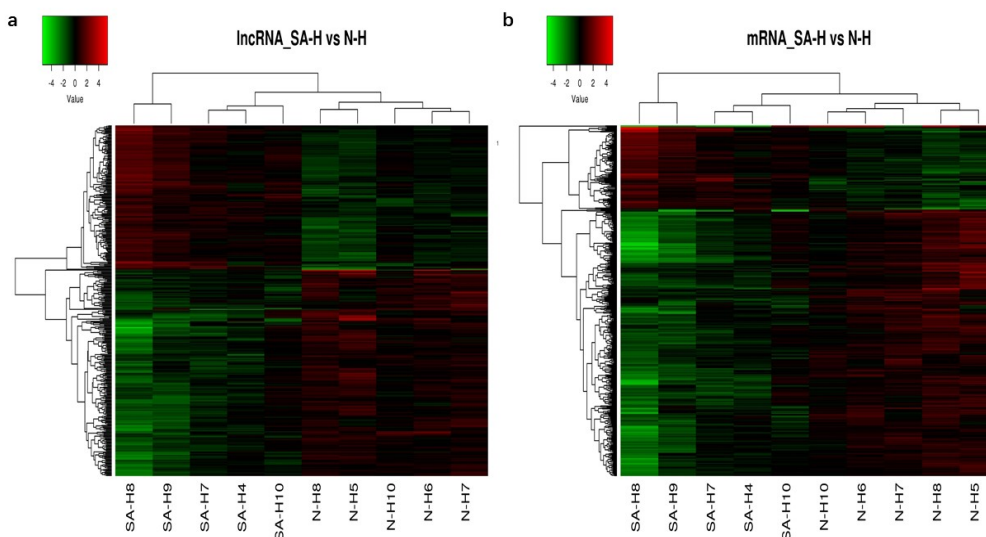 a
lncRNA_SA-H vs N-H
-4 -2 0 2 4
Value
SA-H8
SA-H9
SA-H7
SA-H4
SA-H10
N-H8
N-H5
N-H10
N-H6
N-H7
b
mRNA_SA-H vs N-H
-4 -2 0 2 4
Value
1
SA-H8
SA-H9
SA-H7
SA-H4
SA-H10
N-H10
N-H6
N-H7
N-H8
N-H5